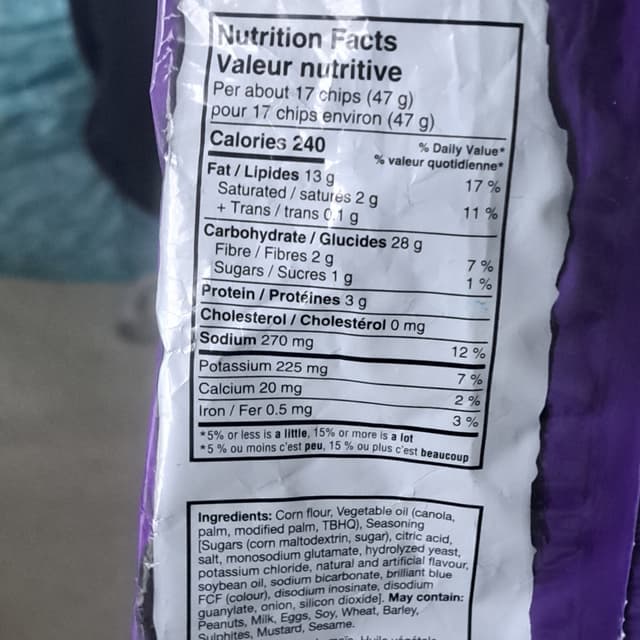 Nutrition Facts
Valeur nutritive
Per about 17 chips (47 g)
pour 17 chips environ (47 g)
Calories 240
% Daily Value*
% valeur quotidienne*
Fat / Lipides 13 g 17 %
Saturated / saturés 2 g
+ Trans / trans 0.1 g 11 %
Carbohydrate / Glucides 28 g
Fibre / Fibres 2 g 7 %
Sugars / Sucres 1 g 1 %
Protein / Protéines 3 g
Cholesterol / Cholestérol 0 mg
Sodium 270 mg 12 %
Potassium 225 mg 7 %
Calcium 20 mg 2 %
Iron / Fer 0.5 mg 3 %
*5% or less is a little, 15% or more is a lot
*5 % ou moins c'est peu, 15 % ou plus c'est beaucoup
Ingredients: Corn flour, Vegetable oil (canola,
palm, modified palm, TBHQ), Seasoning
[Sugars (corn maltodextrin, sugar), citric acid,
salt, monosodium glutamate, hydrolyzed yeast,
potassium chloride, natural and artificial flavour,
soybean oil, sodium bicarbonate, brilliant blue
FCF (colour), disodium inosinate, disodium
guanylate, onion, silicon dioxide]. May contain:
Peanuts, Milk, Eggs, Soy, Wheat, Barley,
Sulphites, Mustard, Sesame.